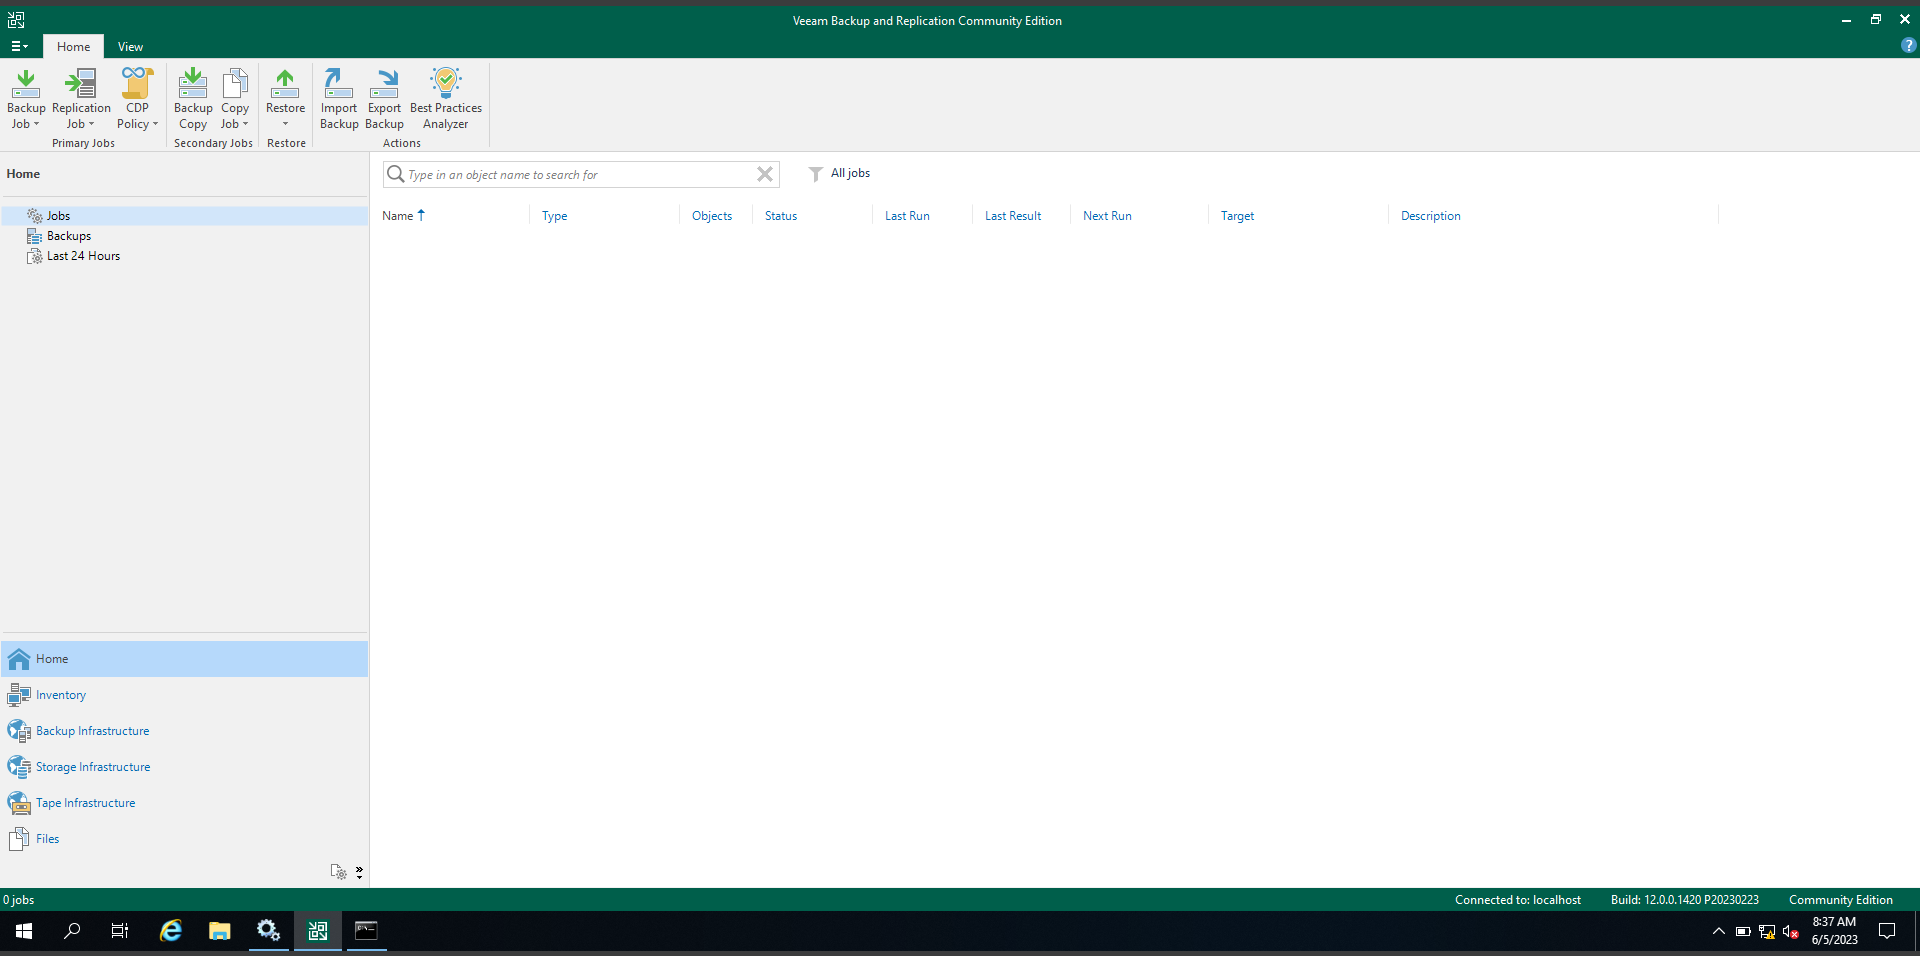 Veeam Backup and Replication Community Edition
Home View
Backup Job
Replication Job
CDP Policy
Primary Jobs
Backup Copy
Copy Job
Secondary Jobs
Restore
Restore
Import Backup
Export Backup
Best Practices Analyzer
Actions
Home
Jobs
Backups
Last 24 Hours
Type in an object name to search for
All jobs
Name Type Objects Status Last Run Last Result Next Run Target Description
Home
Inventory
Backup Infrastructure
Storage Infrastructure
Tape Infrastructure
Files
0 jobs Connected to: localhost Build: 12.0.0.1420 P20230223 Community Edition
8:37 AM
6/5/2023